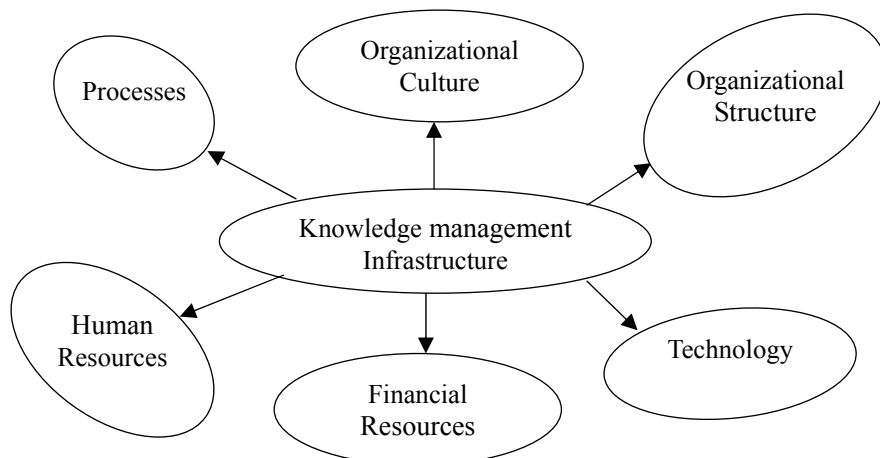 Processes
Organizational
Culture
Organizational
Structure
Knowledge management
Infrastructure
Human
Resources
Financial
Resources
Technology